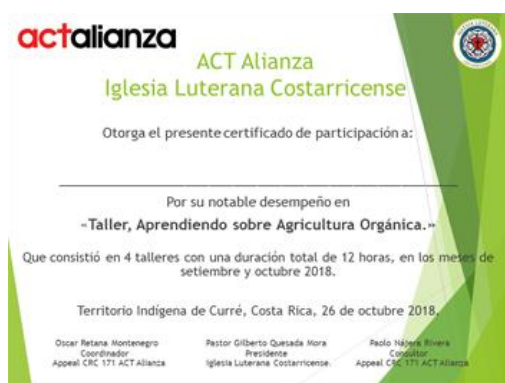 actalianza
ACT Alianza
Iglesia Luterana Costarricense
Otorga el presente certificado de participación a:
Por su notable desempeño en
«Taller, Aprendiendo sobre Agricultura Orgánica.»
Que consistió en 4 talleres con una duración total de 12 horas, en los meses de
setiembre y octubre 2018.
Territorio Indígena de Curré, Costa Rica, 26 de octubre 2018.
Oscar Retana Montenegro
Coordinador
Appeal CRC 171 ACT Alianza
Pastor Gilberto Quesada Mora
Presidente
Iglesia Luterana Costarricense.
Paolo Nájera Rivera
Consultor
Appeal CRC 171 ACT Alianza